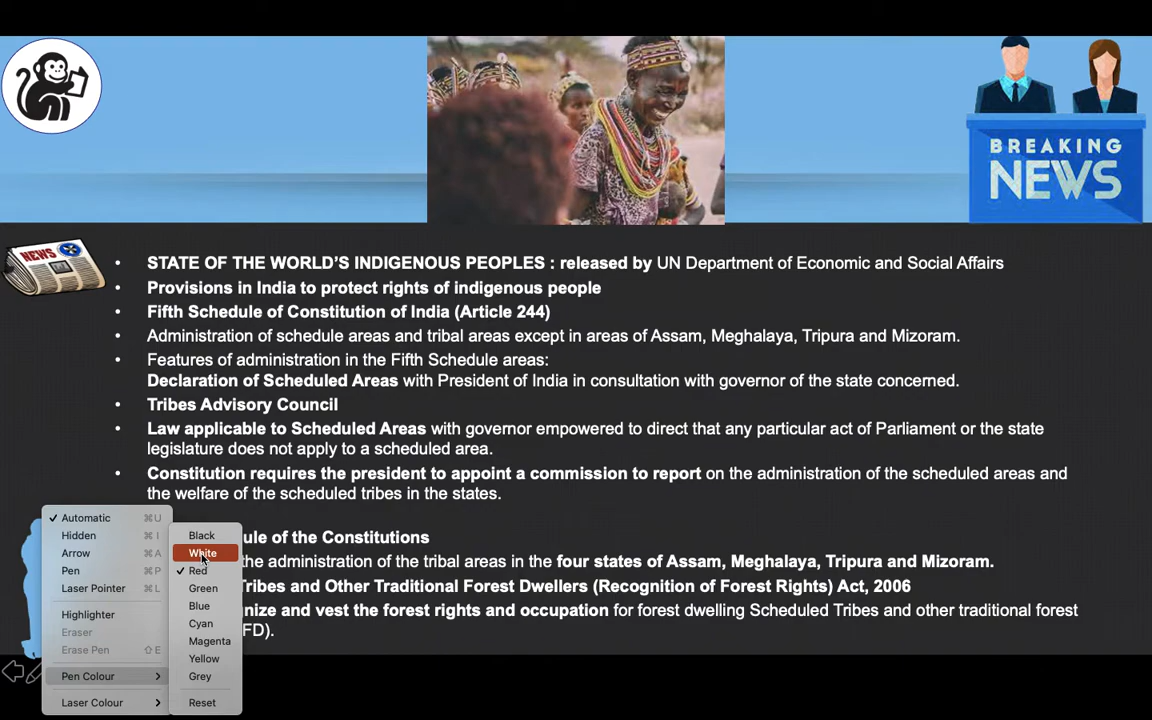 BREAKING
NEWS
NEWS
• STATE OF THE WORLD'S INDIGENOUS PEOPLES : released by UN Department of Economic and Social Affairs
• Provisions in India to protect rights of indigenous people
• Fifth Schedule of Constitution of India (Article 244)
• Administration of schedule areas and tribal areas except in areas of Assam, Meghalaya, Tripura and Mizoram.
• Features of administration in the Fifth Schedule areas:
Declaration of Scheduled Areas with President of India in consultation with governor of the state concerned.
• Tribes Advisory Council
• Law applicable to Scheduled Areas with governor empowered to direct that any particular act of Parliament or the state
legislature does not apply to a scheduled area.
• Constitution requires the president to appoint a commission to report on the administration of the scheduled areas and
the welfare of the scheduled tribes in the states.
ule of the Constitutions
the administration of the tribal areas in the four states of Assam, Meghalaya, Tripura and Mizoram.
Tribes and Other Traditional Forest Dwellers (Recognition of Forest Rights) Act, 2006
nize and vest the forest rights and occupation for forest dwelling Scheduled Tribes and other traditional forest
FD).
✓ Automatic ⌘ U
Hidden ⌘ I
Arrow ⌘ A
Pen ⌘ P
Laser Pointer ⌘ L
Highlighter
Eraser
Erase Pen ⇧ E
Pen Colour >
Laser Colour >
Black
White
✓ Red
Green
Blue
Cyan
Magenta
Yellow
Grey
Reset